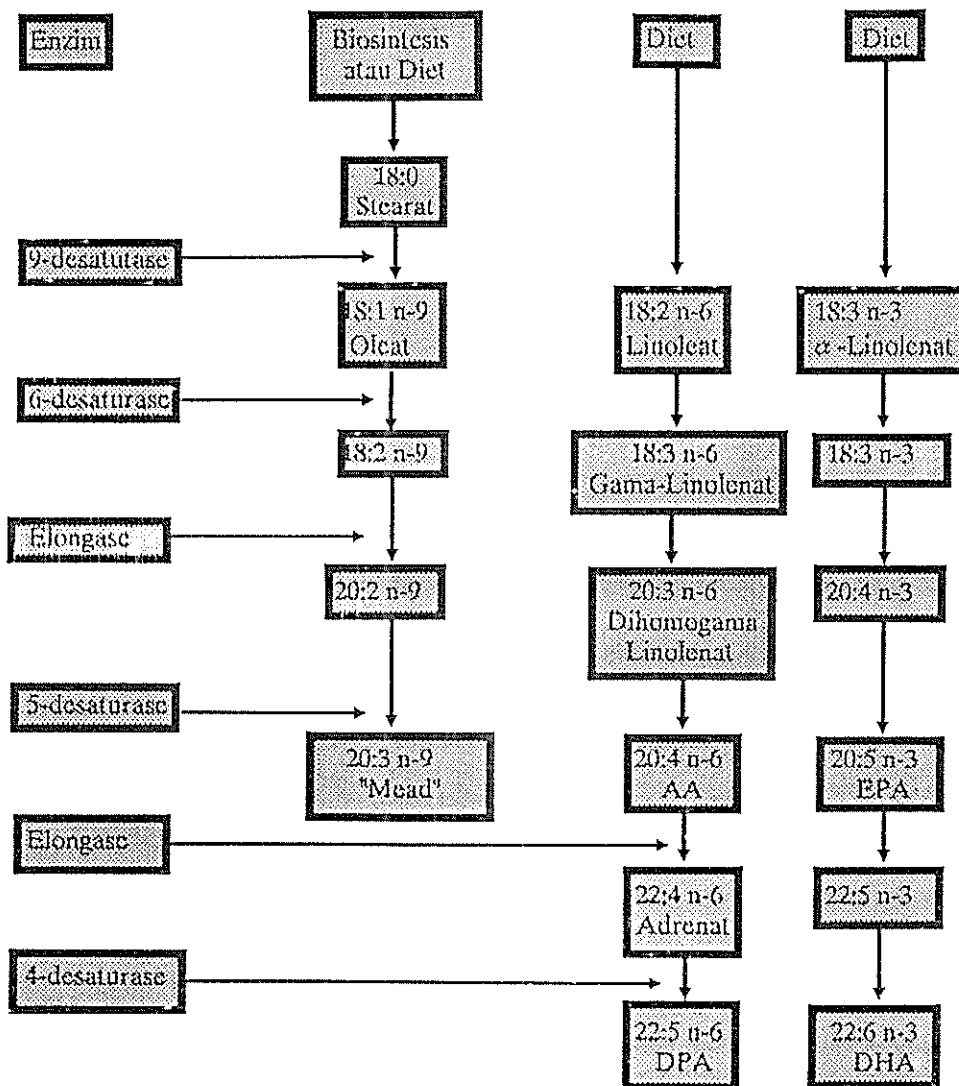 Enzim
Biosintesis
atau Diet
Diet
Diet
18:0
Stearat
9-desaturase
18:1 n-9
Oleat
18:2 n-6
Linoleat
18:3 n-3
α-Linolenat
6-desaturase
18:2 n-9
18:3 n-6
Gama-Linolenat
18:3 n-3
Elongase
20:2 n-9
20:3 n-6
Dihomogama
Linolenat
20:4 n-3
5-desaturase
20:3 n-9
"Mead"
20:4 n-6
AA
20:5 n-3
EPA
Elongase
22:4 n-6
Adrenat
22:5 n-3
4-desaturase
22:5 n-6
DPA
22:6 n-3
DHA